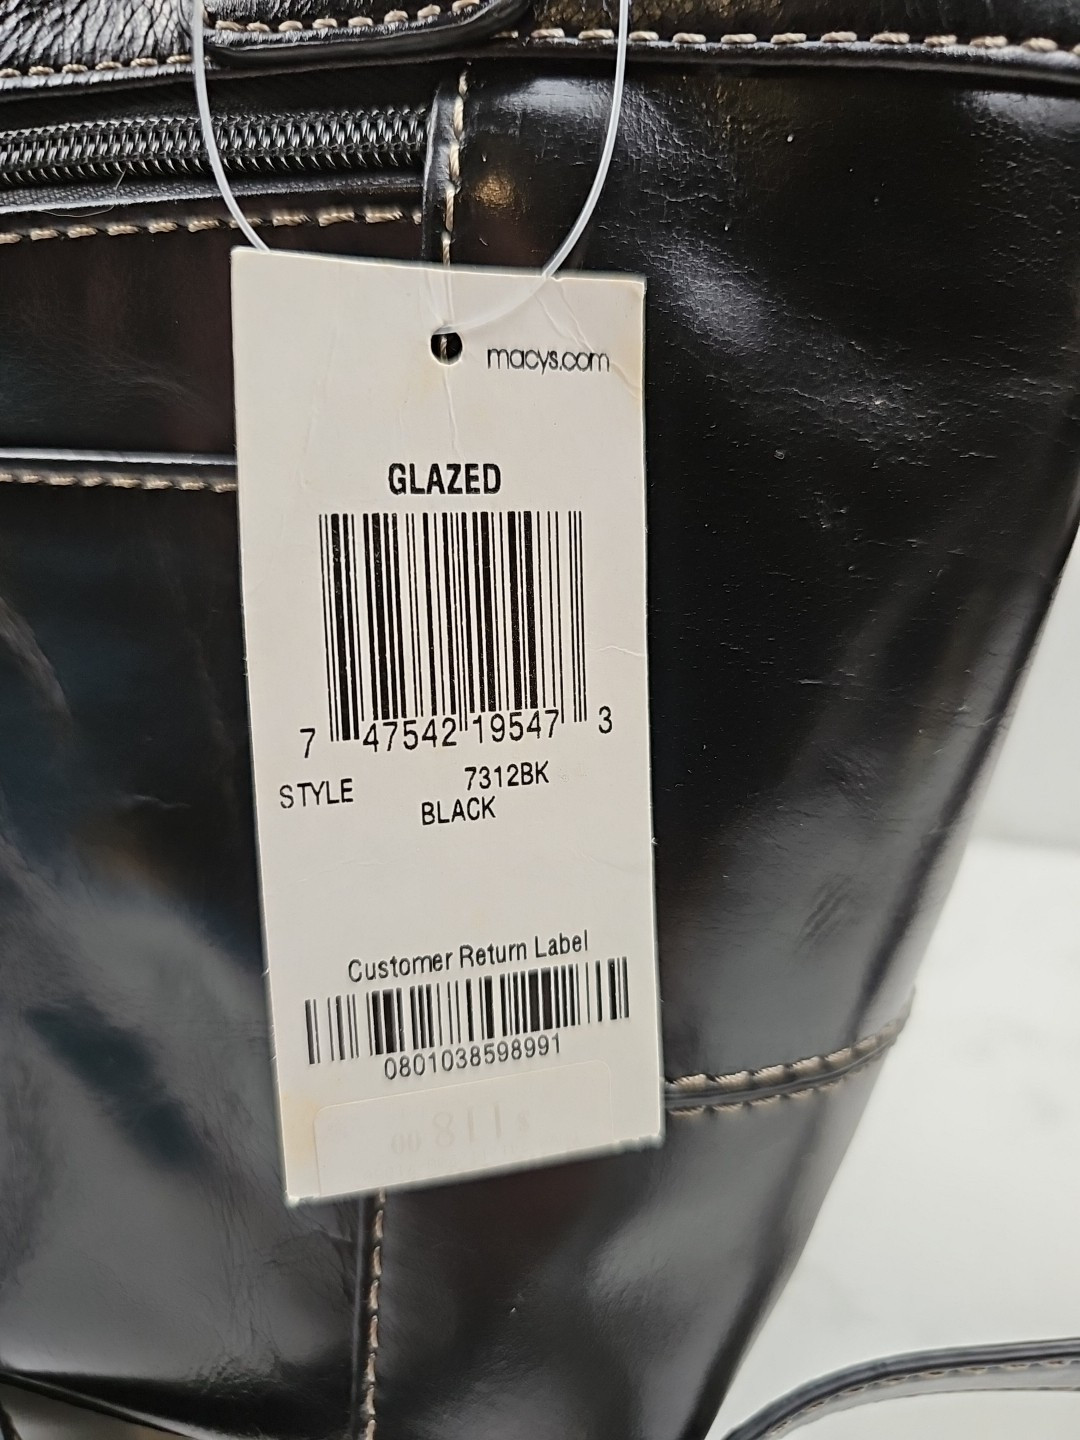 macys.com
GLAZED
7 47542 19547 3
STYLE 7312BK
BLACK
Customer Return Label
0801038598991